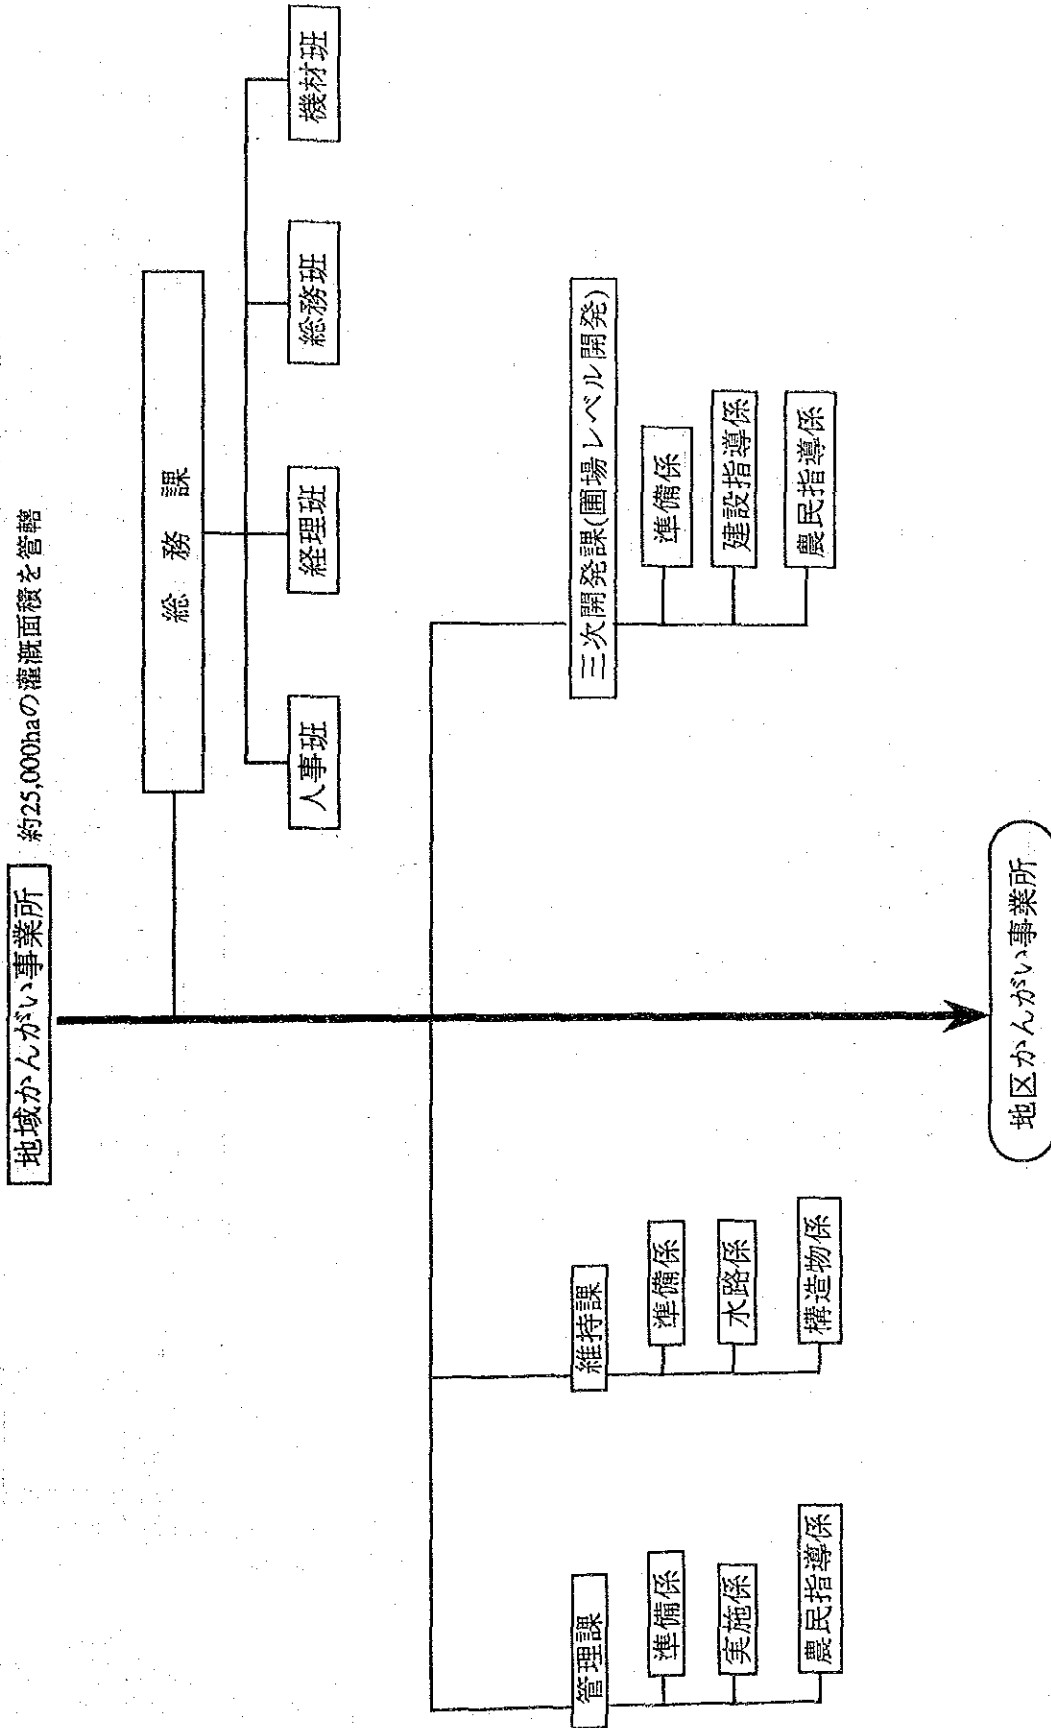 地域かんがい事業所
約25,000haの灌漑面積を管轄
総務課
人事班
経理班
総務班
機材班
管理課
準備係
実施係
農民指導係
維持課
準備係
水路係
構造物係
三次開発課(圃場レベル開発)
準備係
建設指導係
農民指導係
地区かんがい事業所